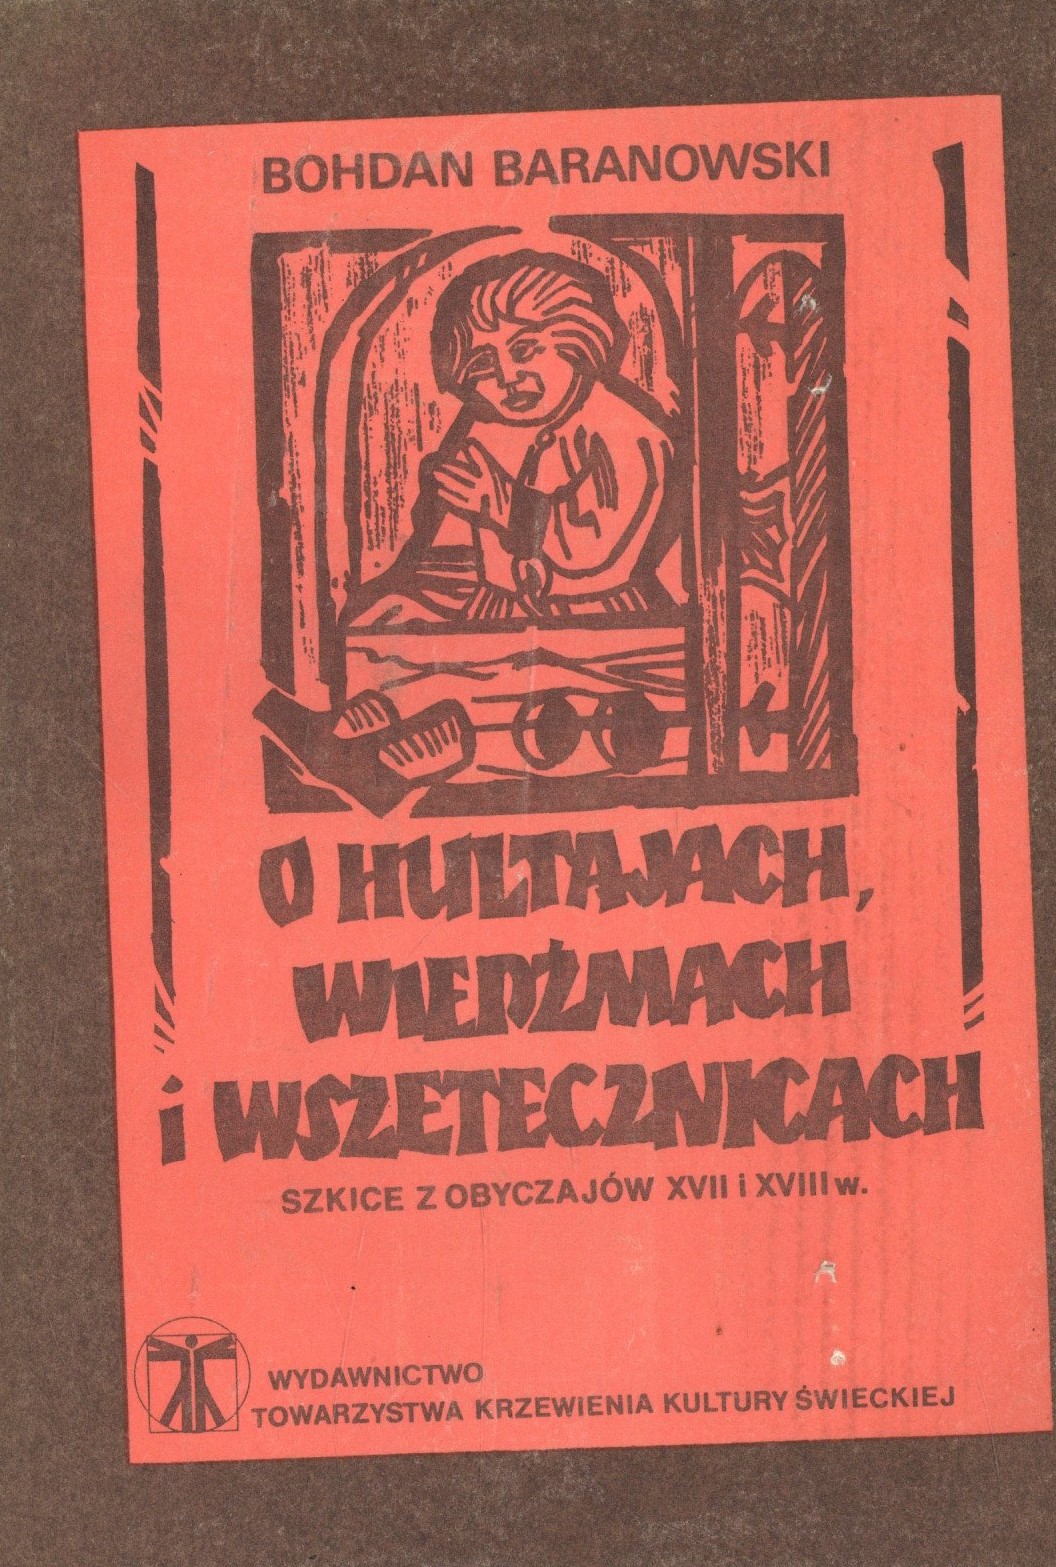 BOHDAN BARANOWSKI
O HULTAJACH,
WIEDŹMACH
i WSZETECZNICACH
SZKICE Z OBYCZAJÓW XVII i XVIII w.
WYDAWNICTWO
TOWARZYSTWA KRZEWIENIA KULTURY ŚWIECKIEJ